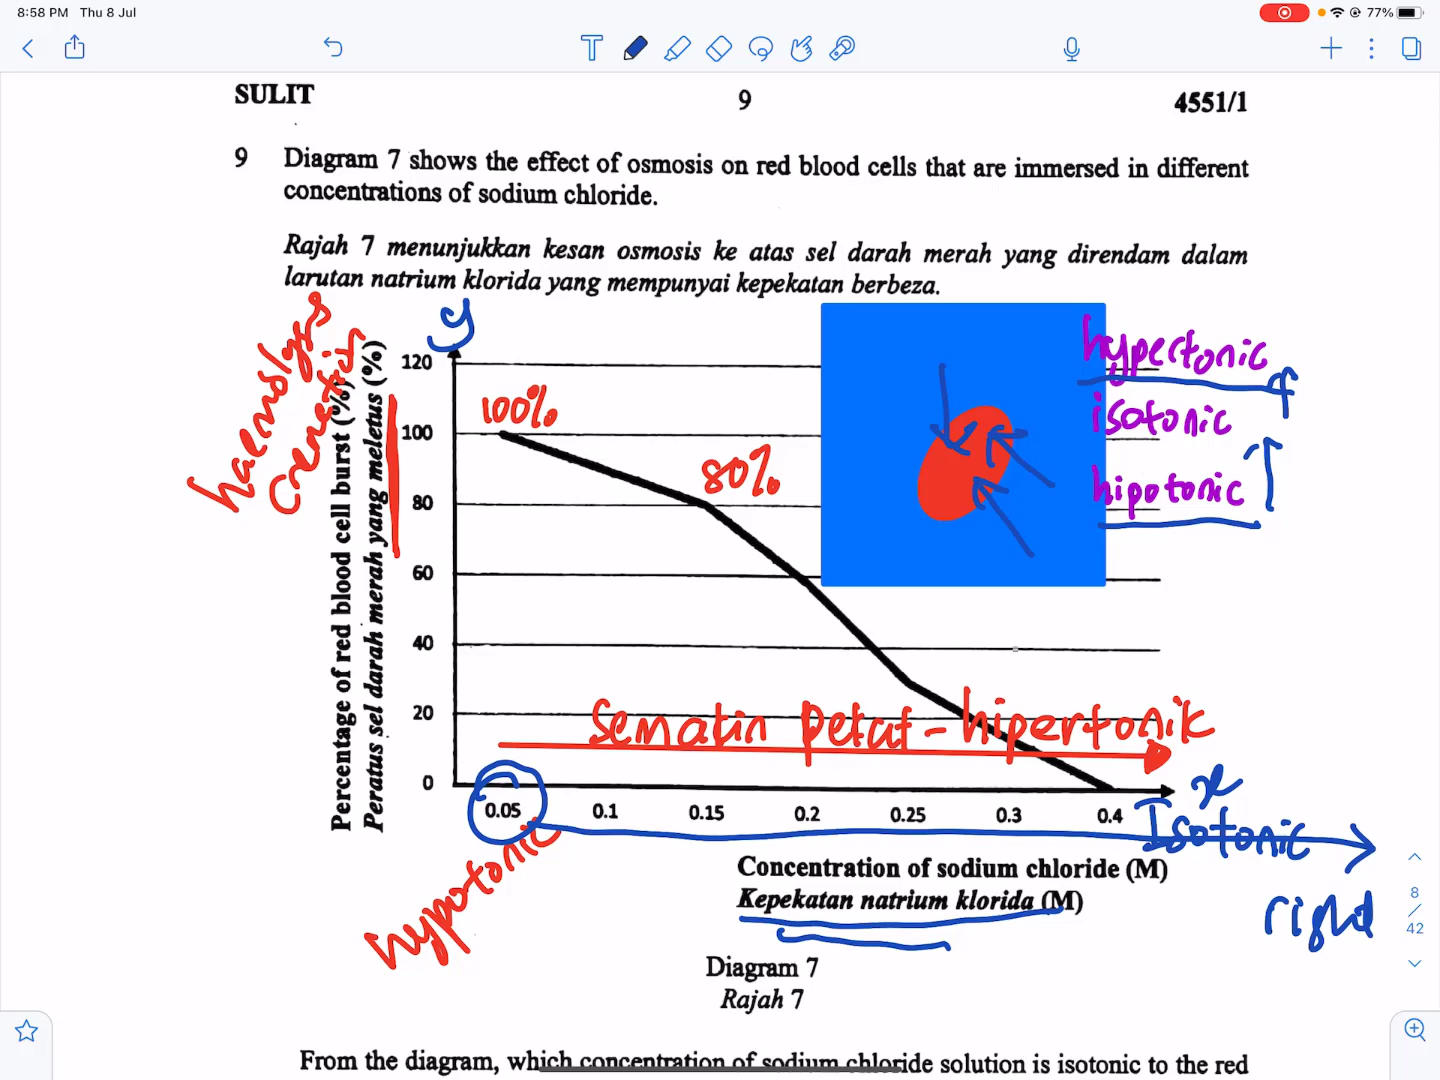 8:58 PM Thu 8 Jul
77%
SULIT 9 4551/1
9 Diagram 7 shows the effect of osmosis on red blood cells that are immersed in different
concentrations of sodium chloride.
Rajah 7 menunjukkan kesan osmosis ke atas sel darah merah yang direndam dalam
larutan natrium klorida yang mempunyai kepekatan berbeza.
y
haemolysis
crenation
Percentage of red blood cell burst (%)
Peratus sel darah merah yang meletus (%)
120
100
80
60
40
20
0
100%
80%
hypertonic
isotonic
hipotonic
Sematin petat - hipertonik
0.05 0.1 0.15 0.2 0.25 0.3 0.4
x
Isotonic
hypotonic
right
Concentration of sodium chloride (M)
Kepekatan natrium klorida (M)
Diagram 7
Rajah 7
From the diagram, which concentration of sodium chloride solution is isotonic to the red
8
/
42